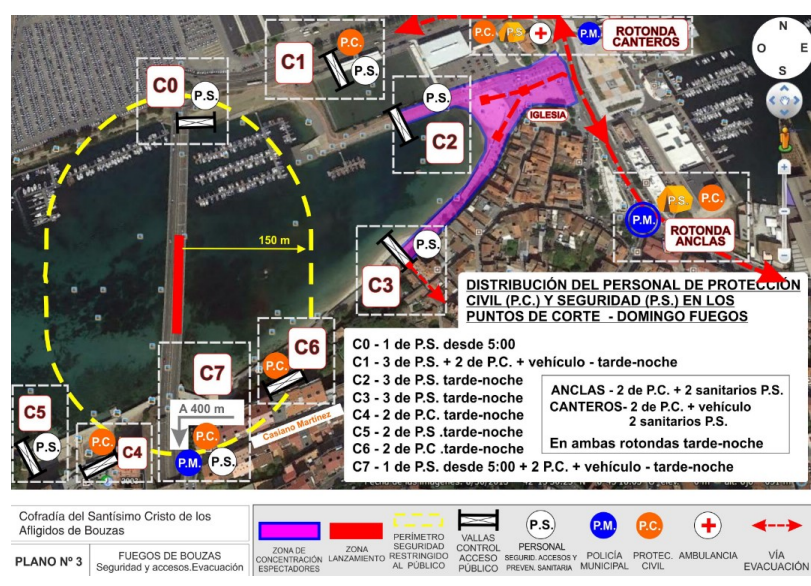 C0
P.S.
C1
P.C.
P.S.
P.C.
P.S.
P.M.
ROTONDA
CANTEROS
N
O
E
S
P.S.
C2
IGLESIA
P.M.
P.S.
P.C.
ROTONDA
ANCLAS
150 m
P.S.
C3
DISTRIBUCIÓN DEL PERSONAL DE PROTECCIÓN
CIVIL (P.C.) Y SEGURIDAD (P.S.) EN LOS
PUNTOS DE CORTE - DOMINGO FUEGOS
C0 - 1 de P.S. desde 5:00
C1 - 3 de P.S. + 2 de P.C. + vehículo - tarde-noche
C2 - 3 de P.S. tarde-noche
C3 - 3 de P.S. tarde-noche
C4 - 2 de P.C. tarde-noche
C5 - 2 de P.S .tarde-noche
C6 - 2 de P.C .tarde-noche
C7 - 1 de P.S. desde 5:00 + 2 P.C. + vehículo - tarde-noche
ANCLAS - 2 de P.C. + 2 sanitarios P.S.
CANTEROS- 2 de P.C. + vehículo
2 sanitarios P.S.
En ambas rotondas tarde-noche
C6
P.C.
C7
A 400 m
Casiano Martínez
P.M.
P.C.
P.S.
C5
P.S.
P.C.
C4
Cofradía del Santísimo Cristo de los
Afligidos de Bouzas
PLANO Nº 3
FUEGOS DE BOUZAS
Seguridad y accesos.Evacuación
ZONA DE
CONCENTRACIÓN
ESPECTADORES
ZONA
LANZAMIENTO
PERÍMETRO
SEGURIDAD
RESTRINGIDO
AL PÚBLICO
VALLAS
CONTROL
ACCESO
PÚBLICO
P.S.
PERSONAL
SEGURID. ACCESOS Y
PREVEN. SANITARIA
P.M.
POLICÍA
MUNICIPAL
P.C.
PROTEC.
CIVIL
AMBULANCIA
VÍA
EVACUACIÓN